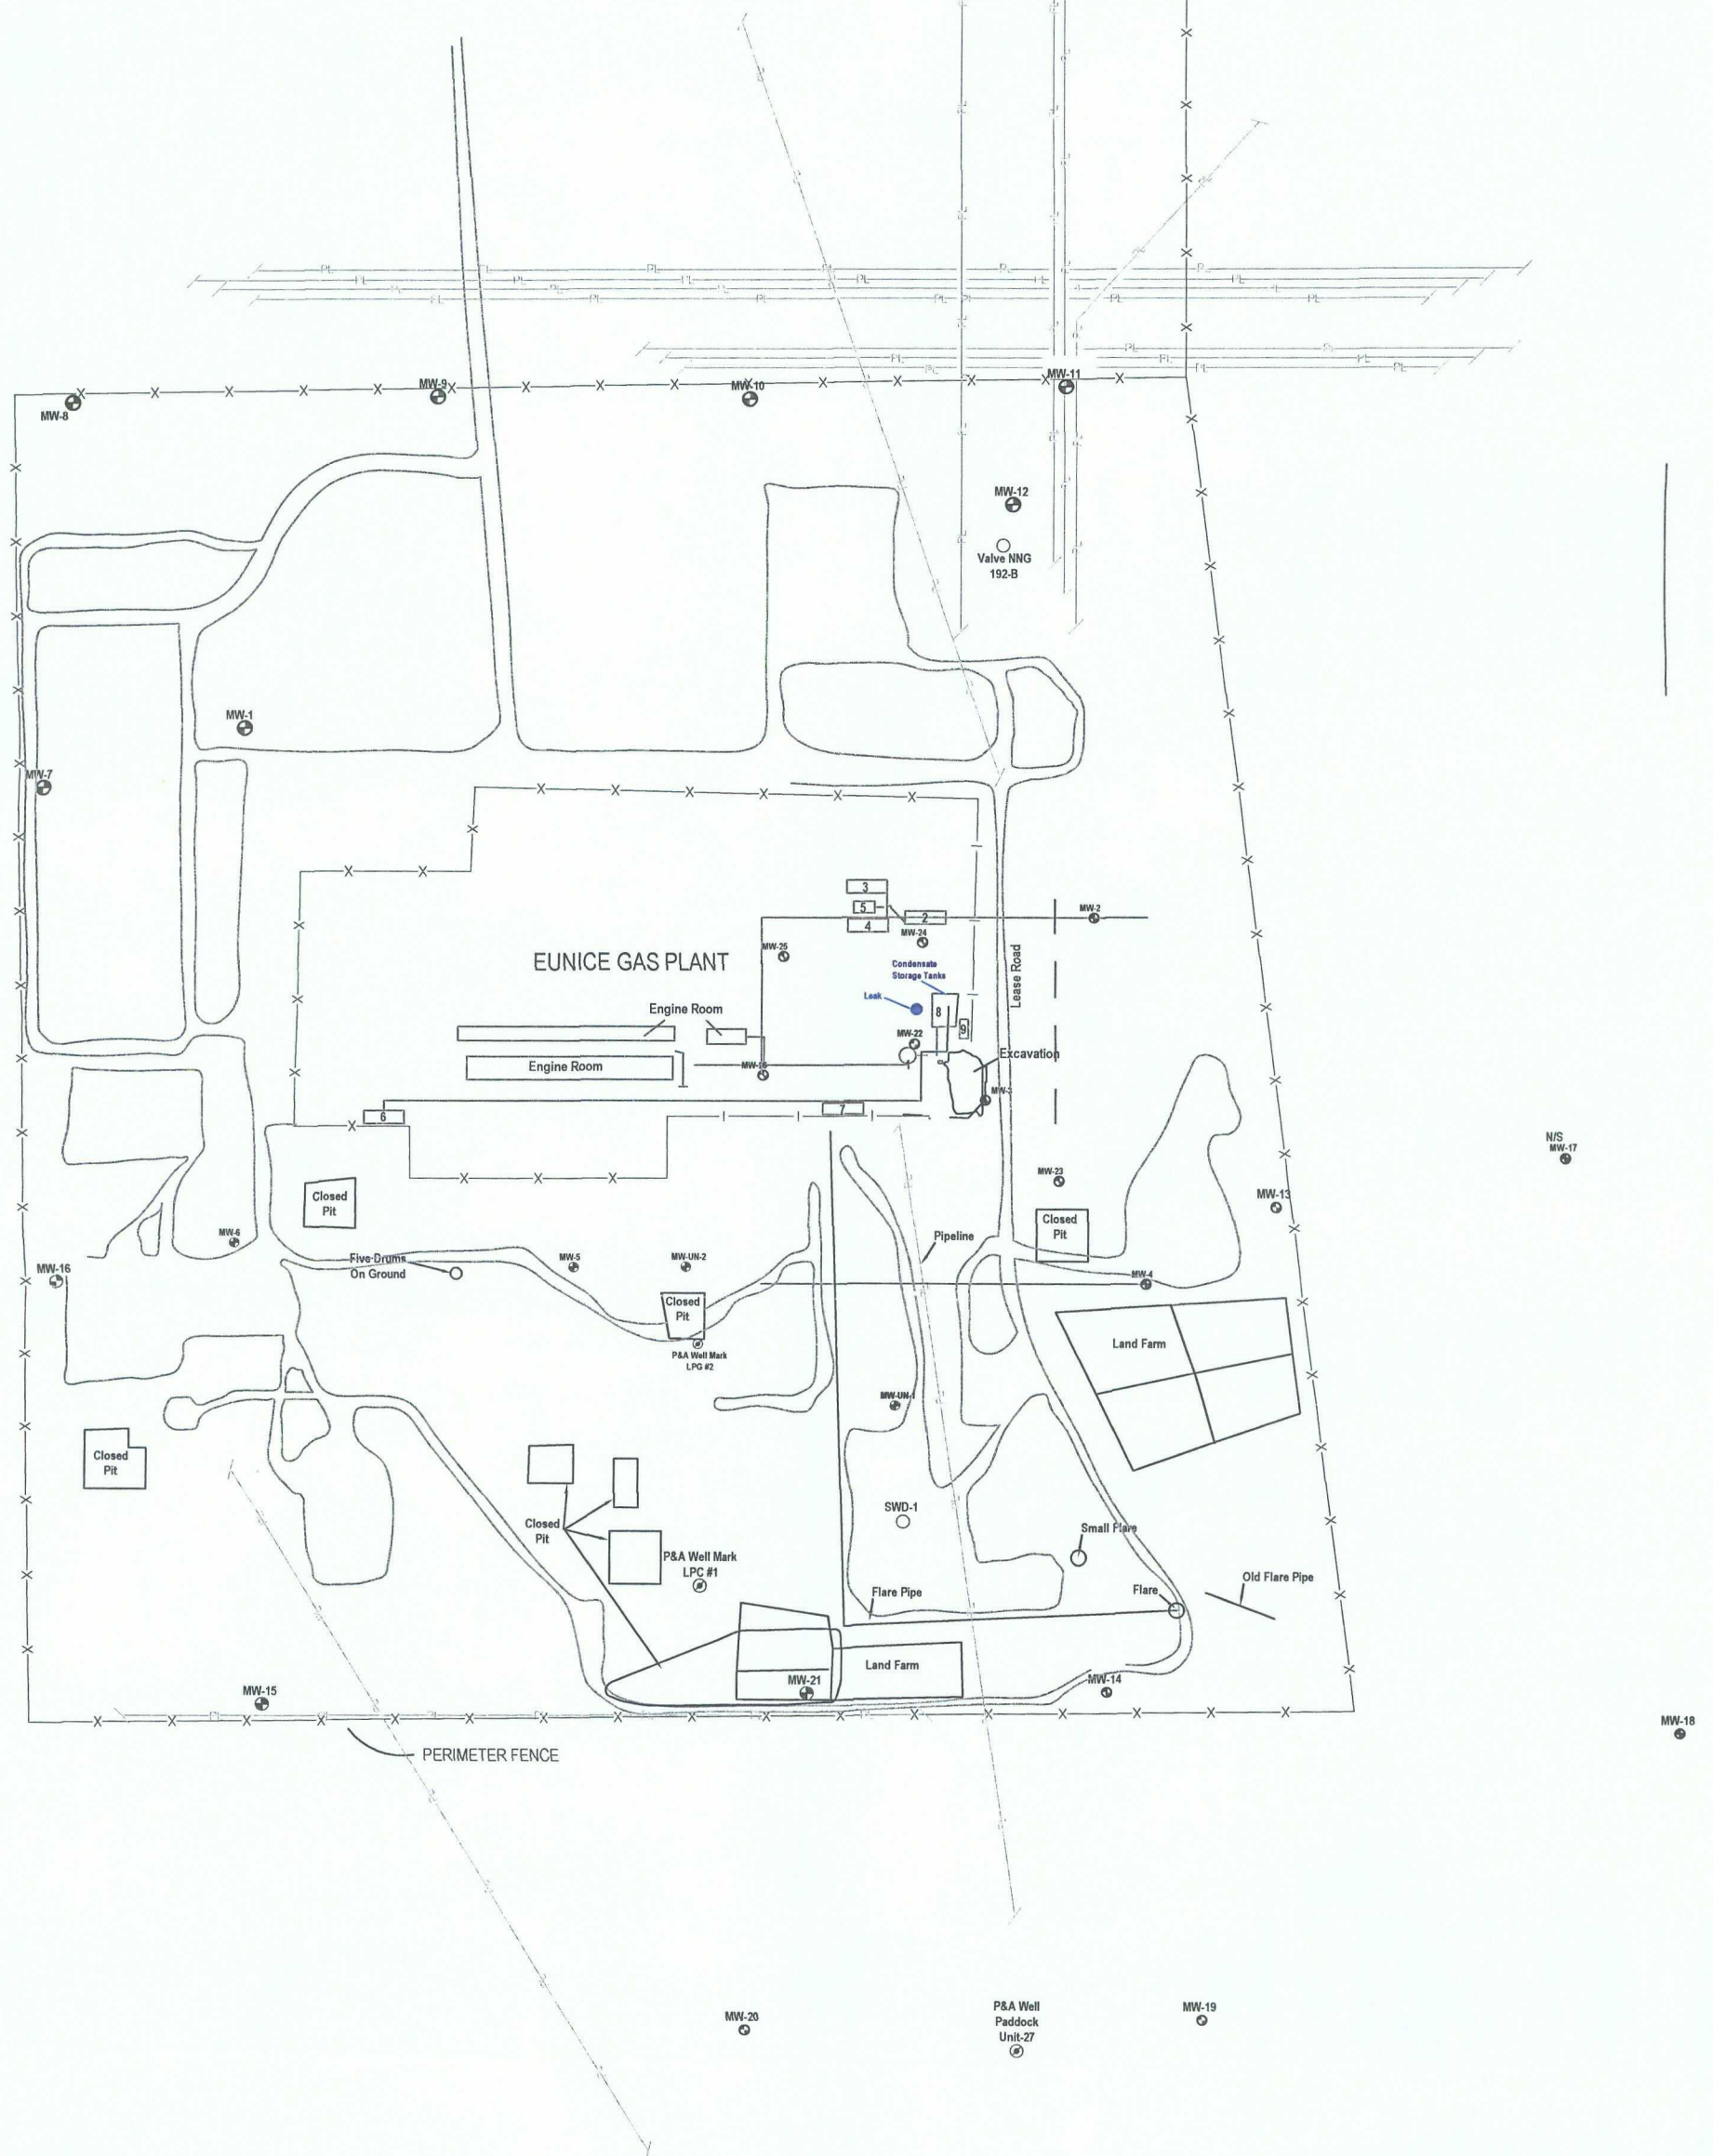 MW-9
MW-10
MW-11
MW-8
MW-12
Valve NNG
192-B
MW-1
MW-7
3
5
2
4
MW-2
MW-24
MW-25
EUNICE GAS PLANT
Condensate
Storage Tanks
Lease Road
Leak
8
9
Engine Room
MW-22
Excavation
Engine Room
6
7
N/S
MW-17
MW-23
MW-13
Closed
Pit
Closed
Pit
MW-6
Pipeline
Five Drums
On Ground
MW-5
MW-UN-2
MW-16
MW-4
Closed
Pit
Land Farm
P&A Well Mark
LPG #2
MW-UN-1
Closed
Pit
SWD-1
Closed
Pit
Small Flare
P&A Well Mark
LPC #1
Flare Pipe
Flare
Old Flare Pipe
Land Farm
MW-21
MW-14
MW-15
MW-18
PERIMETER FENCE
MW-20
P&A Well
Paddock
Unit-27
MW-19